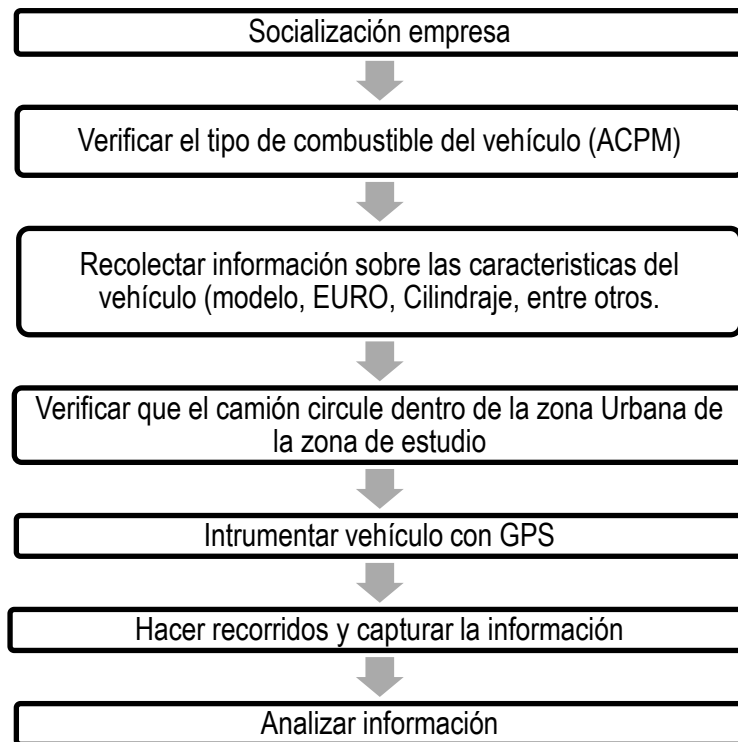 Socialización empresa
Verificar el tipo de combustible del vehículo (ACPM)
Recolectar información sobre las caracteristicas del
vehículo (modelo, EURO, Cilindraje, entre otros.
Verificar que el camión circule dentro de la zona Urbana de
la zona de estudio
Intrumentar vehículo con GPS
Hacer recorridos y capturar la información
Analizar información